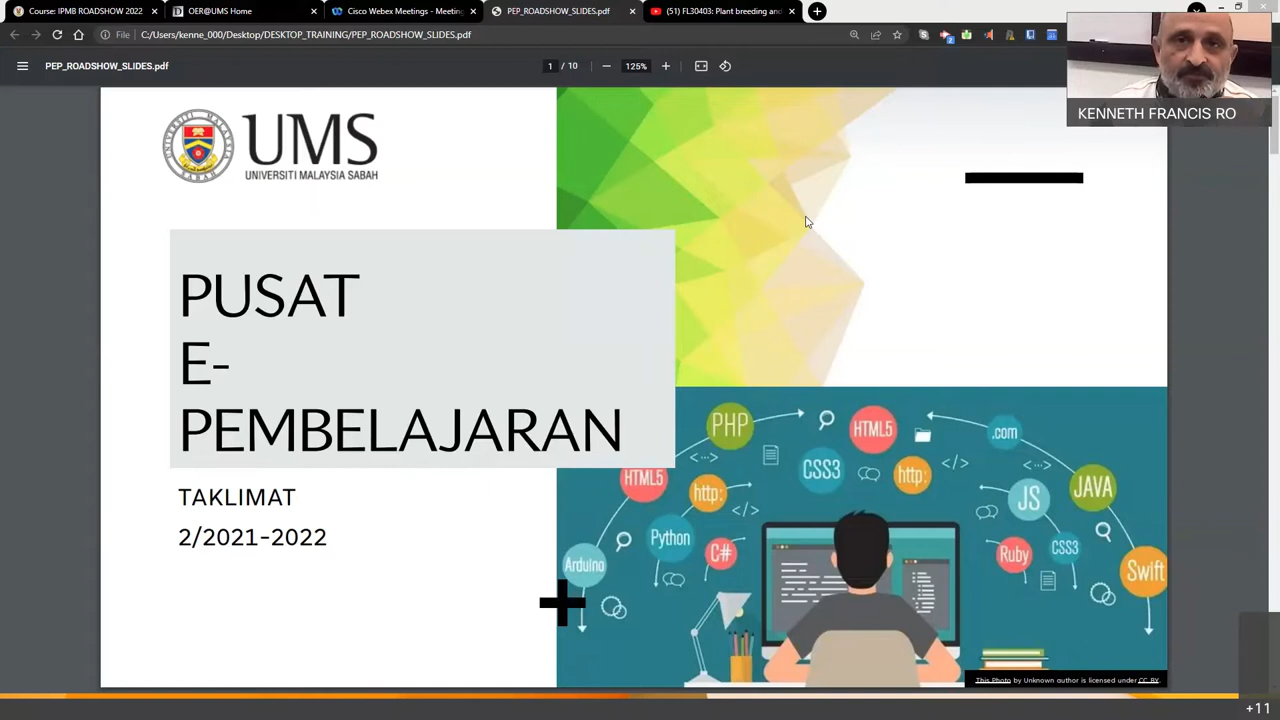 Course: IPMB ROADSHOW 2022
OER@UMS Home
Cisco Webex Meetings - Meeting
PEP_ROADSHOW_SLIDES.pdf
(51) FL30403: Plant breeding and
File
C:/Users/kenne_000/Desktop/DESKTOP_TRAINING/PEP_ROADSHOW_SLIDES.pdf
PEP_ROADSHOW_SLIDES.pdf
1 / 10
125%
KENNETH FRANCIS RO
UMS
UNIVERSITI MALAYSIA SABAH
PUSAT
E-
PEMBELAJARAN
TAKLIMAT
2/2021-2022
PHP
HTML5
.com
CSS3
http:
HTML5
http:
JS
JAVA
Python
C#
Ruby
CSS3
Arduino
Swift
This Photo by Unknown author is licensed under CC BY.
+11